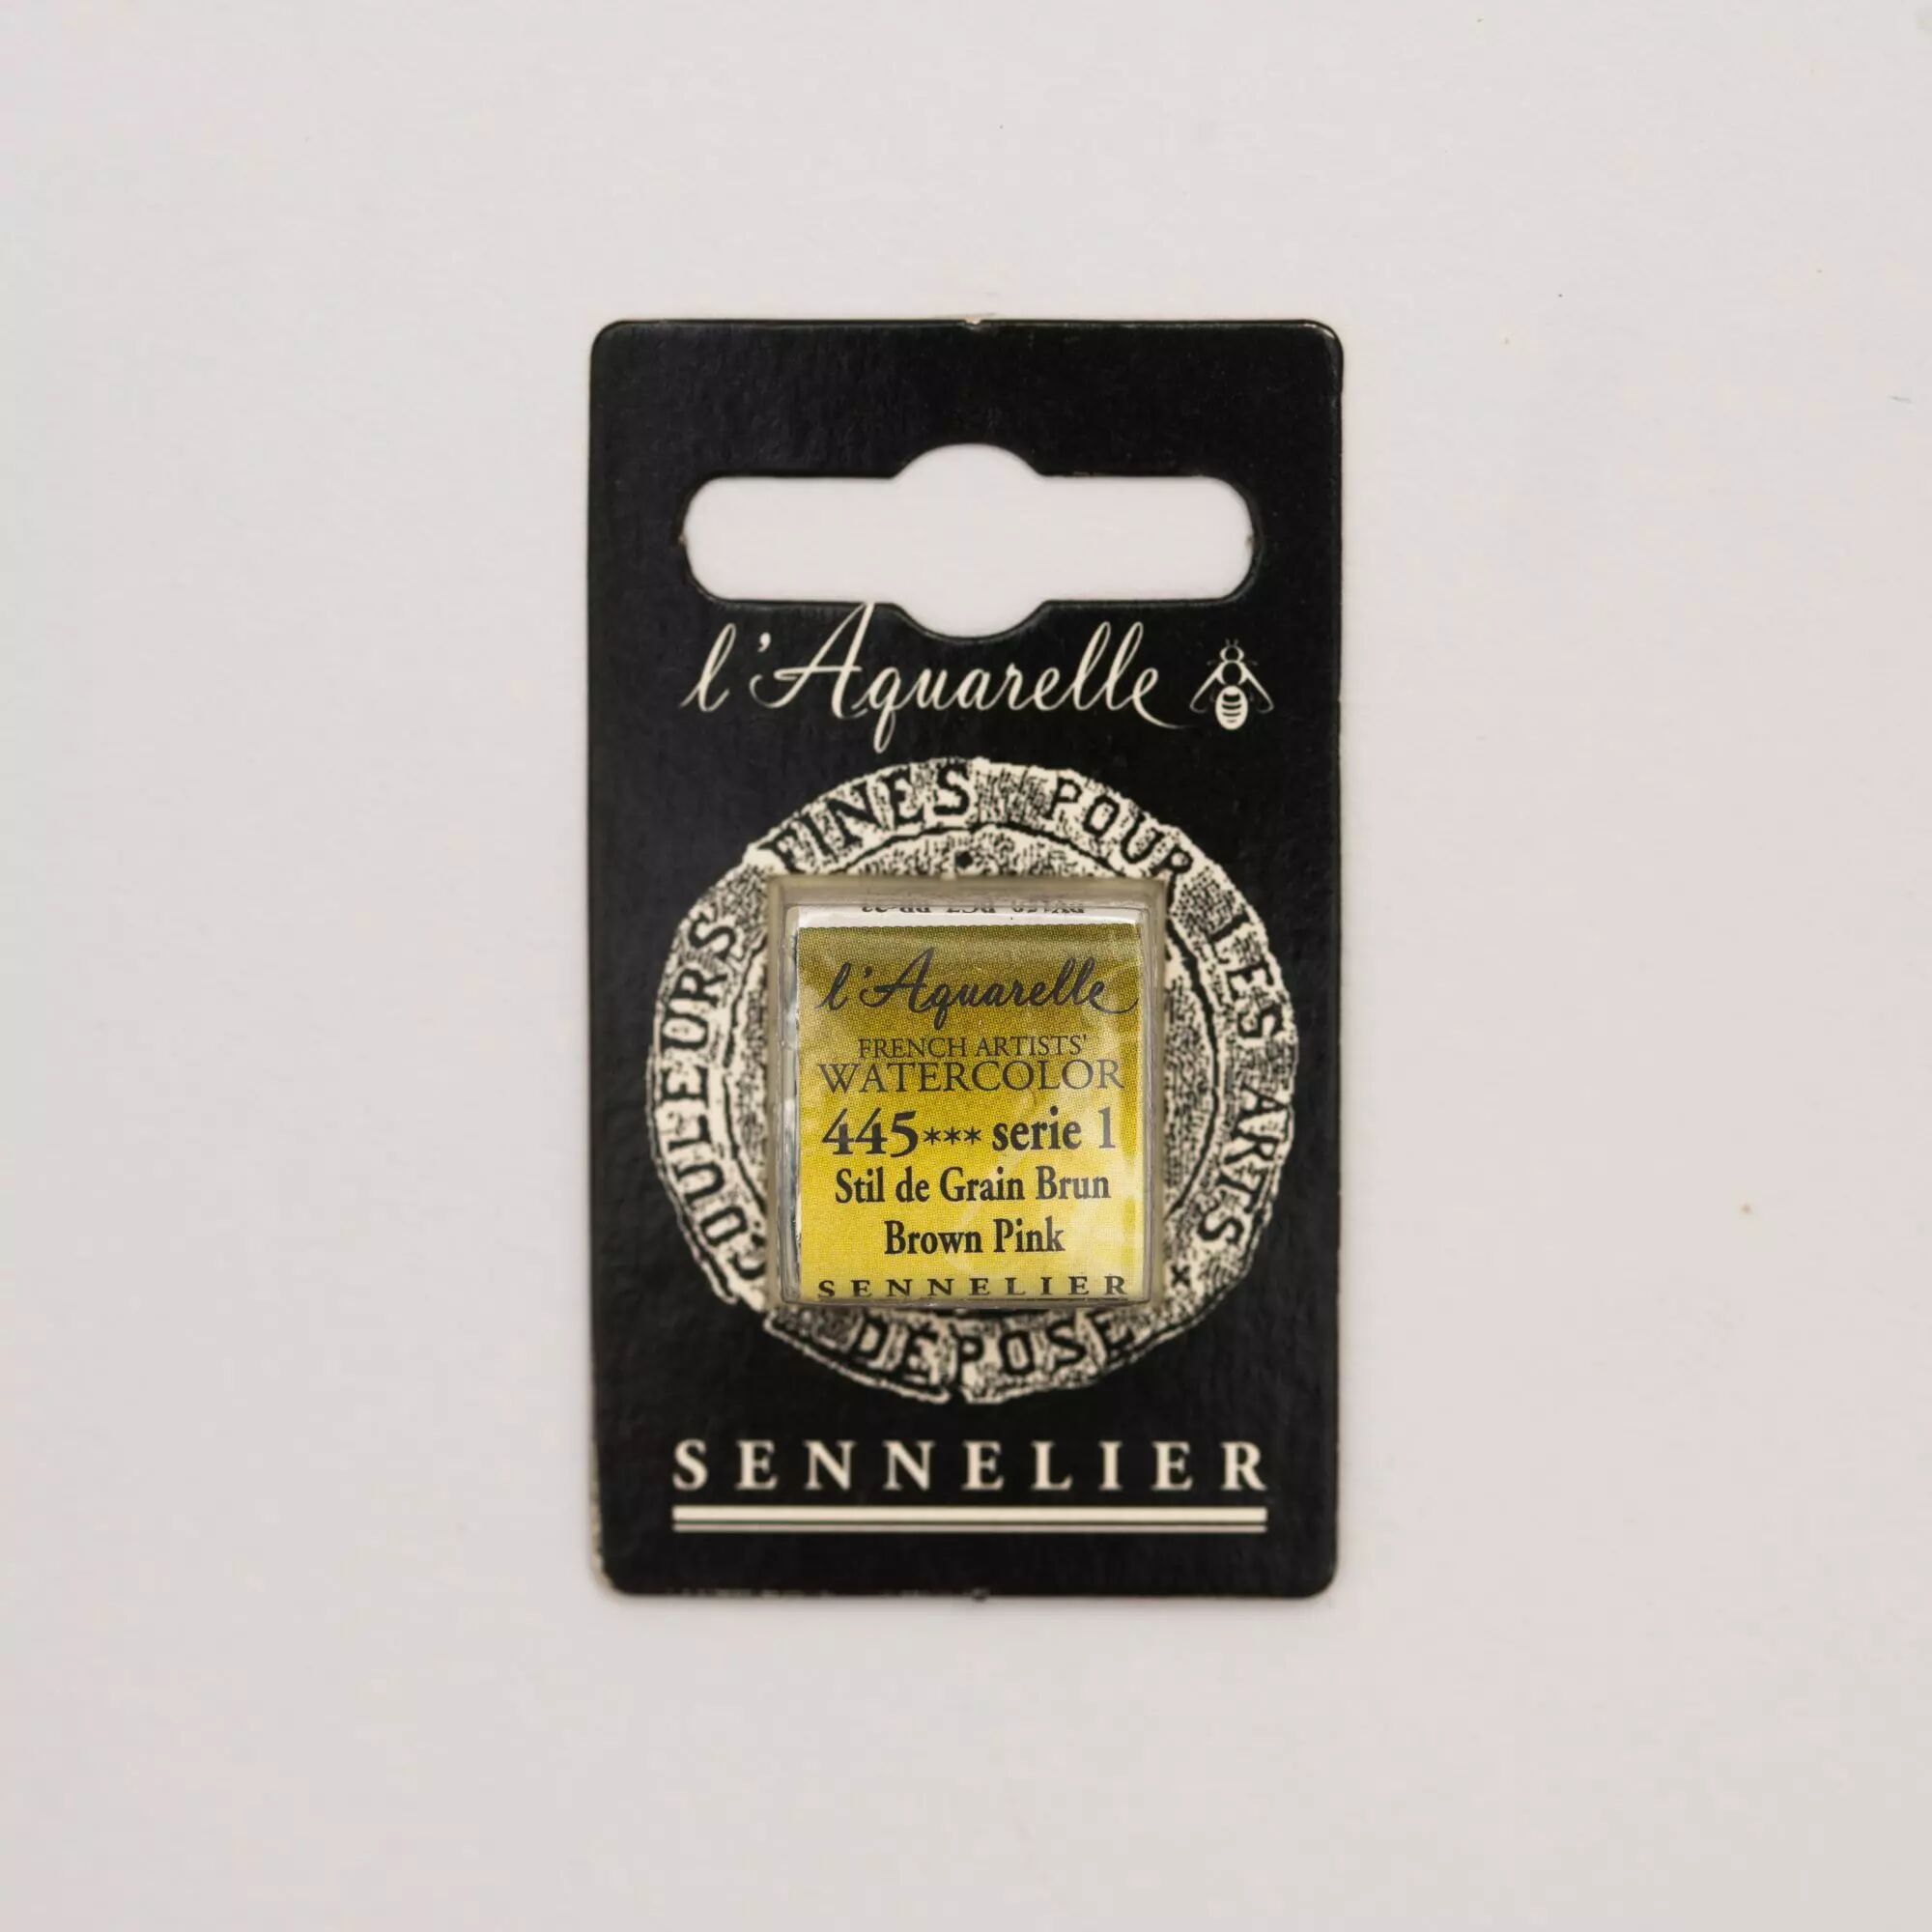 l'Aquarelle
COULEURS FINES POUR LES ARTS
l'Aquarelle
FRENCH ARTISTS'
WATERCOLOR
445*** serie 1
Stil de Grain Brun
Brown Pink
SENNELIER
DÉPOSÉ
SENNELIER